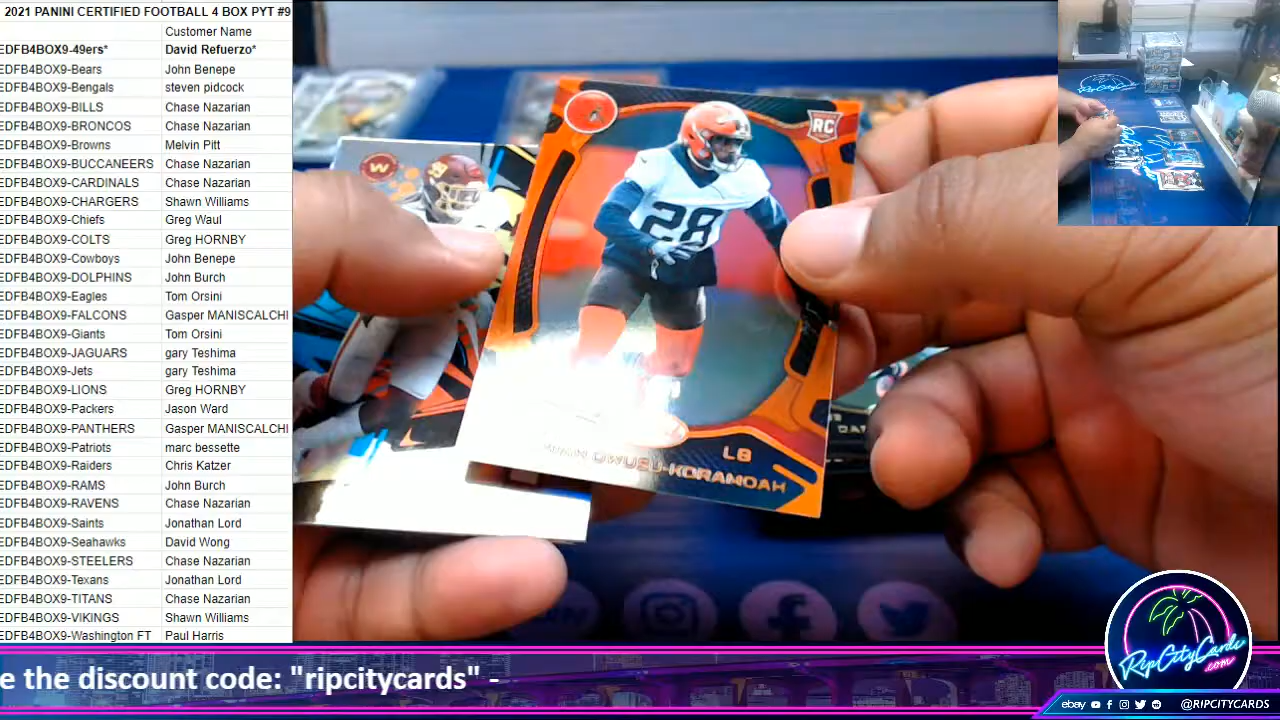 2021 PANINI CERTIFIED FOOTBALL 4 BOX PYT #9
Customer Name
EDFB4BOX9-49ers* David Refuerzo*
EDFB4BOX9-Bears John Benepe
EDFB4BOX9-Bengals steven pidcock
EDFB4BOX9-BILLS Chase Nazarian
EDFB4BOX9-BRONCOS Chase Nazarian
EDFB4BOX9-Browns Melvin Pitt
EDFB4BOX9-BUCCANEERS Chase Nazarian
EDFB4BOX9-CARDINALS Chase Nazarian
EDFB4BOX9-CHARGERS Shawn Williams
EDFB4BOX9-Chiefs Greg Waul
EDFB4BOX9-COLTS Greg HORNBY
EDFB4BOX9-Cowboys John Benepe
EDFB4BOX9-DOLPHINS John Burch
EDFB4BOX9-Eagles Tom Orsini
EDFB4BOX9-FALCONS Gasper MANISCALCHI
EDFB4BOX9-Giants Tom Orsini
EDFB4BOX9-JAGUARS gary Teshima
EDFB4BOX9-Jets gary Teshima
EDFB4BOX9-LIONS Greg HORNBY
EDFB4BOX9-Packers Jason Ward
EDFB4BOX9-PANTHERS Gasper MANISCALCHI
EDFB4BOX9-Patriots marc bessette
EDFB4BOX9-Raiders Chris Katzer
EDFB4BOX9-RAMS John Burch
EDFB4BOX9-RAVENS Chase Nazarian
EDFB4BOX9-Saints Jonathan Lord
EDFB4BOX9-Seahawks David Wong
EDFB4BOX9-STEELERS Chase Nazarian
EDFB4BOX9-Texans Jonathan Lord
EDFB4BOX9-TITANS Chase Nazarian
EDFB4BOX9-VIKINGS Shawn Williams
EDFB4BOX9-Washington FT Paul Harris
RC
W
28
LB
OWUSU-KORAMOAH
RipCityCards
.com
e the discount code: "ripcitycards" -
ebay @RIPCITYCARDS